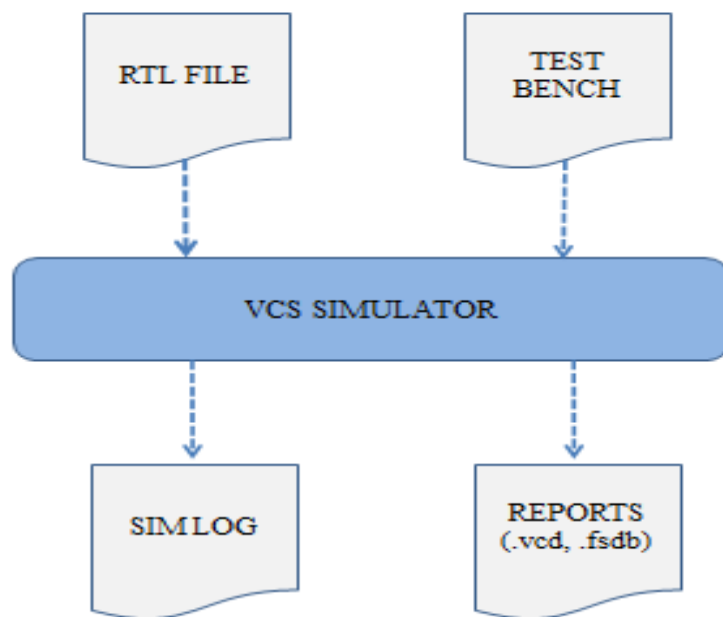 RTL FILE
TEST
BENCH
VCS SIMULATOR
SIM LOG
REPORTS
(.vcd, .fsdb)